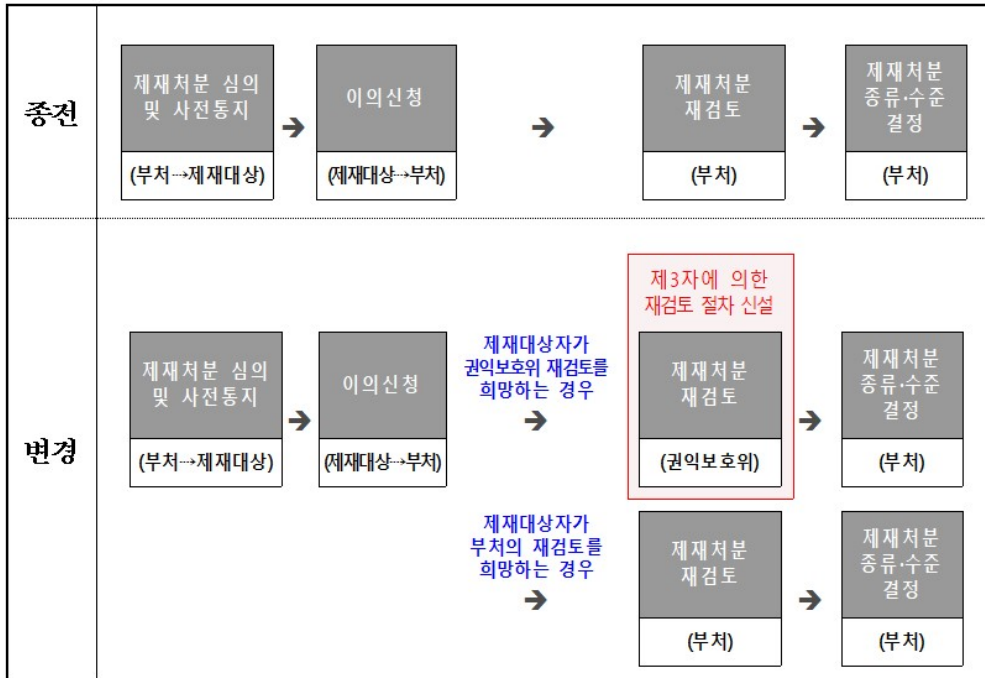 종전
제재처분 심의
및 사전통지
(부처→제재대상)
➔
이의신청
(제재대상→부처)
➔
제재처분
재검토
(부처)
➔
제재처분
종류·수준
결정
(부처)
변경
제재처분 심의
및 사전통지
(부처→제재대상)
➔
이의신청
(제재대상→부처)
제재대상자가
권익보호위 재검토를
희망하는 경우
➔
제3자에 의한
재검토 절차 신설
제재처분
재검토
(권익보호위)
➔
제재처분
종류·수준
결정
(부처)
제재대상자가
부처의 재검토를
희망하는 경우
➔
제재처분
재검토
(부처)
➔
제재처분
종류·수준
결정
(부처)